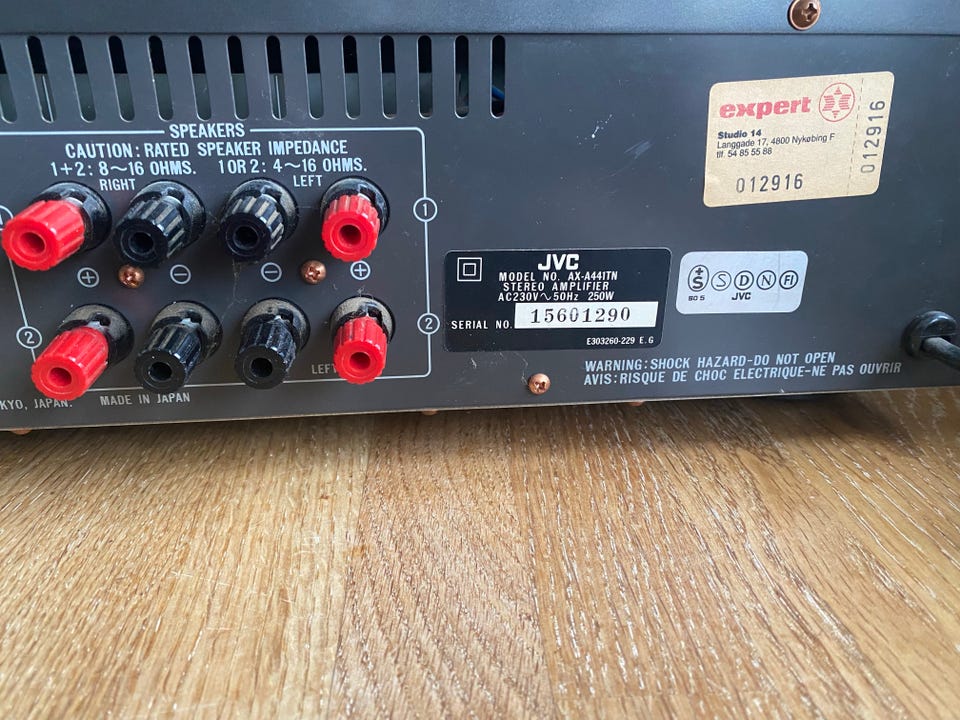 SPEAKERS
CAUTION: RATED SPEAKER IMPEDANCE
1+2: 8~16 OHMS. 1 OR 2: 4~16 OHMS.
RIGHT LEFT
1
+ - - +
2
2
LEFT
KYO, JAPAN. MADE IN JAPAN
JVC
MODEL NO. AX-A441TN
STEREO AMPLIFIER
AC230V~50Hz 250W
SERIAL NO. 15601290
E303260-229 E.G
expert
Studio 14
Langgade 17, 4800 Nykøbing F
tlf. 54 85 55 88
012916
012916
S S D N FI
SO 5 JVC
WARNING: SHOCK HAZARD-DO NOT OPEN
AVIS: RISQUE DE CHOC ELECTRIQUE-NE PAS OUVRIR